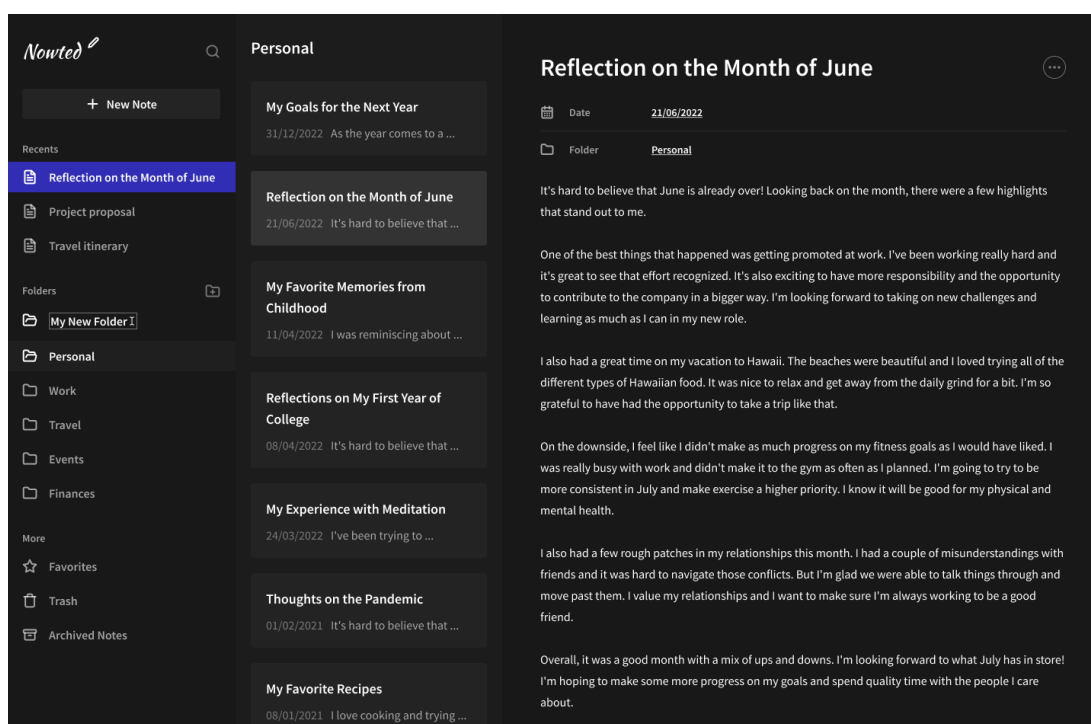 Nowted
+ New Note
Recents
Reflection on the Month of June
Project proposal
Travel itinerary
Folders
My New Folder
Personal
Work
Travel
Events
Finances
More
Favorites
Trash
Archived Notes
Personal
My Goals for the Next Year
31/12/2022 As the year comes to a ...
Reflection on the Month of June
21/06/2022 It's hard to believe that ...
My Favorite Memories from
Childhood
11/04/2022 I was reminiscing about ...
Reflections on My First Year of
College
08/04/2022 It's hard to believe that ...
My Experience with Meditation
24/03/2022 I've been trying to ...
Thoughts on the Pandemic
01/02/2021 It's hard to believe that ...
My Favorite Recipes
08/01/2021 I love cooking and trying ...
Reflection on the Month of June
Date 21/06/2022
Folder Personal
It's hard to believe that June is already over! Looking back on the month, there were a few highlights
that stand out to me.
One of the best things that happened was getting promoted at work. I've been working really hard and
it's great to see that effort recognized. It's also exciting to have more responsibility and the opportunity
to contribute to the company in a bigger way. I'm looking forward to taking on new challenges and
learning as much as I can in my new role.
I also had a great time on my vacation to Hawaii. The beaches were beautiful and I loved trying all of the
different types of Hawaiian food. It was nice to relax and get away from the daily grind for a bit. I'm so
grateful to have had the opportunity to take a trip like that.
On the downside, I feel like I didn't make as much progress on my fitness goals as I would have liked. I
was really busy with work and didn't make it to the gym as often as I planned. I'm going to try to be
more consistent in July and make exercise a higher priority. I know it will be good for my physical and
mental health.
I also had a few rough patches in my relationships this month. I had a couple of misunderstandings with
friends and it was hard to navigate those conflicts. But I'm glad we were able to talk things through and
move past them. I value my relationships and I want to make sure I'm always working to be a good
friend.
Overall, it was a good month with a mix of ups and downs. I'm looking forward to what July has in store!
I'm hoping to make some more progress on my goals and spend quality time with the people I care
about.